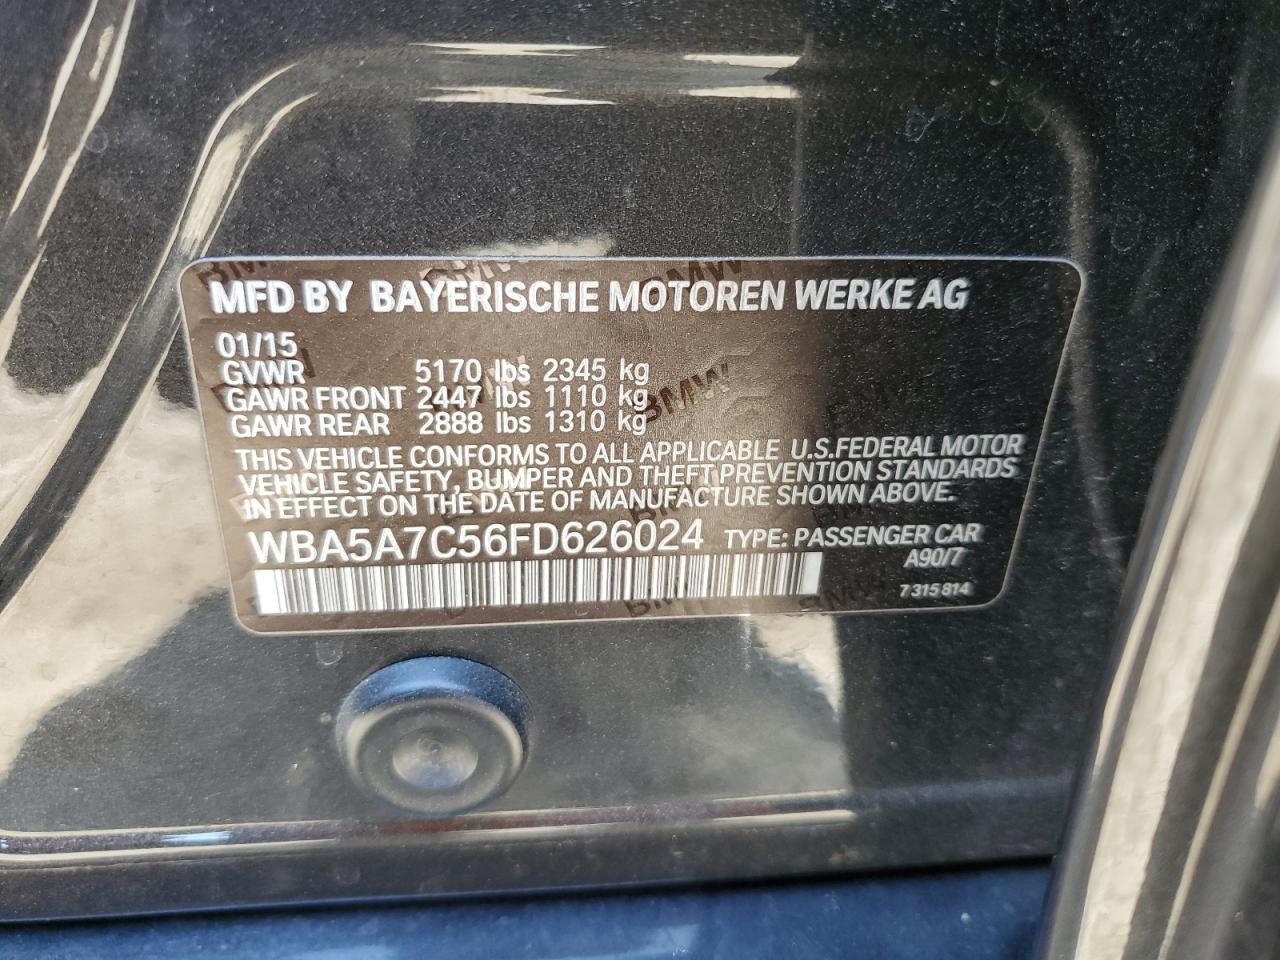 MFD BY BAYERISCHE MOTOREN WERKE AG
01/15
GVWR 5170 lbs 2345 kg
GAWR FRONT 2447 lbs 1110 kg
GAWR REAR 2888 lbs 1310 kg
THIS VEHICLE CONFORMS TO ALL APPLICABLE U.S.FEDERAL MOTOR
VEHICLE SAFETY, BUMPER AND THEFT PREVENTION STANDARDS
IN EFFECT ON THE DATE OF MANUFACTURE SHOWN ABOVE.
WBA5A7C56FD626024 TYPE: PASSENGER CAR
A90/7
7 315 814